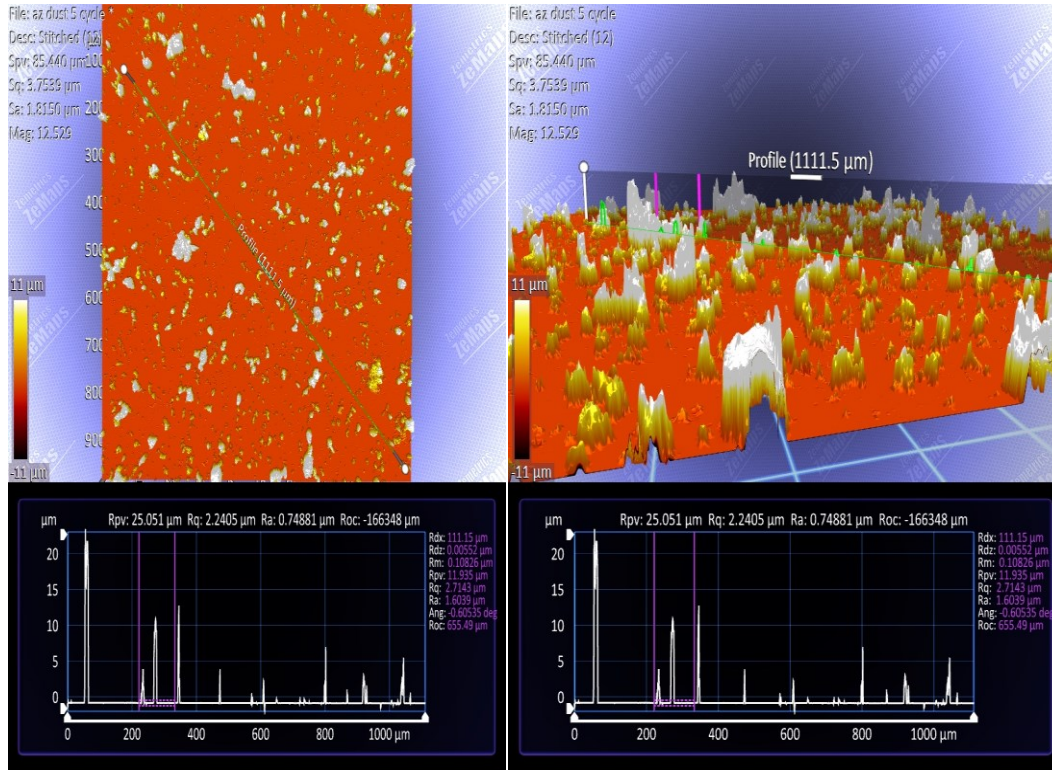 File: az dust 5 cycle
Desc: Stitched (12)
Spv: 85.440 µm
Sq: 3.7539 µm
Sa: 1.8150 µm
Mag: 12.529
100
200
300
400
500
600
700
800
900
Profile (1111.5 µm)
11 µm
-11 µm
Zemetrics
ZeMaps
File: az dust 5 cycle
Desc: Stitched (12)
Spv: 85.440 µm
Sq: 3.7539 µm
Sa: 1.8150 µm
Mag: 12.529
Profile (1111.5 µm)
11 µm
-11 µm
Zemetrics
ZeMaps
µm Rpv: 25.051 µm Rq: 2.2405 µm Ra: 0.74881 µm Roc: -166348 µm
20
15
10
5
0
0 200 400 600 800 1000 µm
Rdx: 111.15 µm
Rdz: 0.00552 µm
Rm: 0.10826 µm
Rpv: 11.935 µm
Rq: 2.7143 µm
Ra: 1.6039 µm
Ang: -0.60535 deg
Roc: 655.49 µm
µm Rpv: 25.051 µm Rq: 2.2405 µm Ra: 0.74881 µm Roc: -166348 µm
20
15
10
5
0
0 200 400 600 800 1000 µm
Rdx: 111.15 µm
Rdz: 0.00552 µm
Rm: 0.10826 µm
Rpv: 11.935 µm
Rq: 2.7143 µm
Ra: 1.6039 µm
Ang: -0.60535 deg
Roc: 655.49 µm